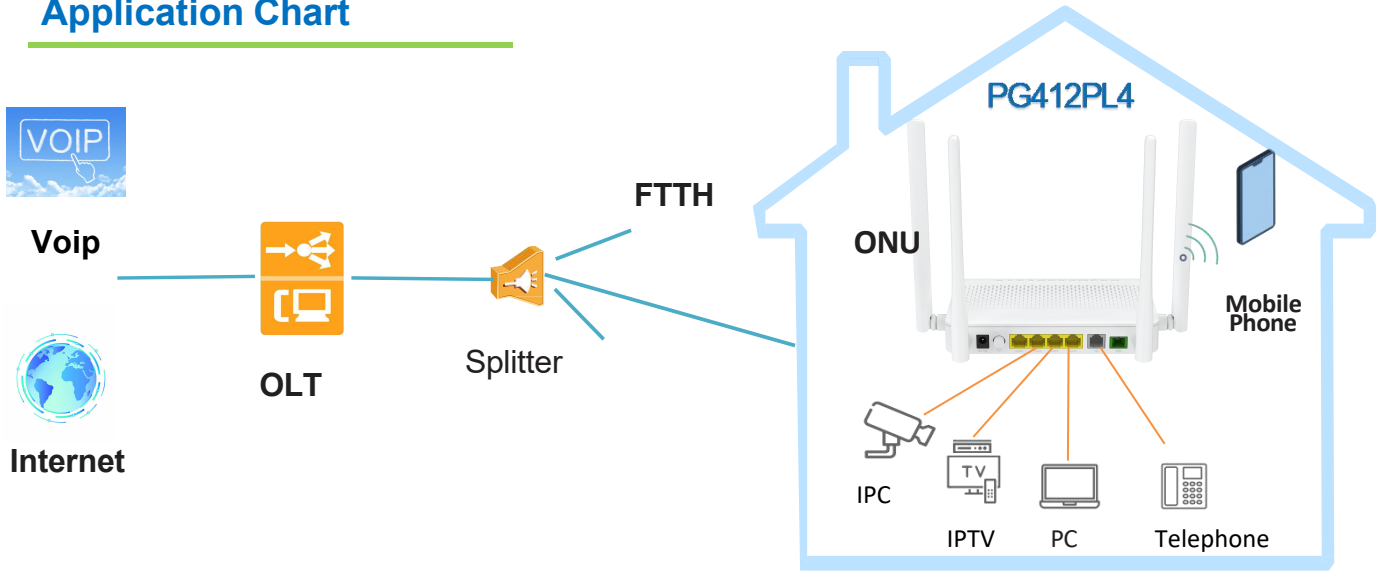 Application Chart
VOIP
Voip
Internet
OLT
Splitter
FTTH
PG412PL4
ONU
Mobile
Phone
IPC
TV
IPTV
PC
Telephone